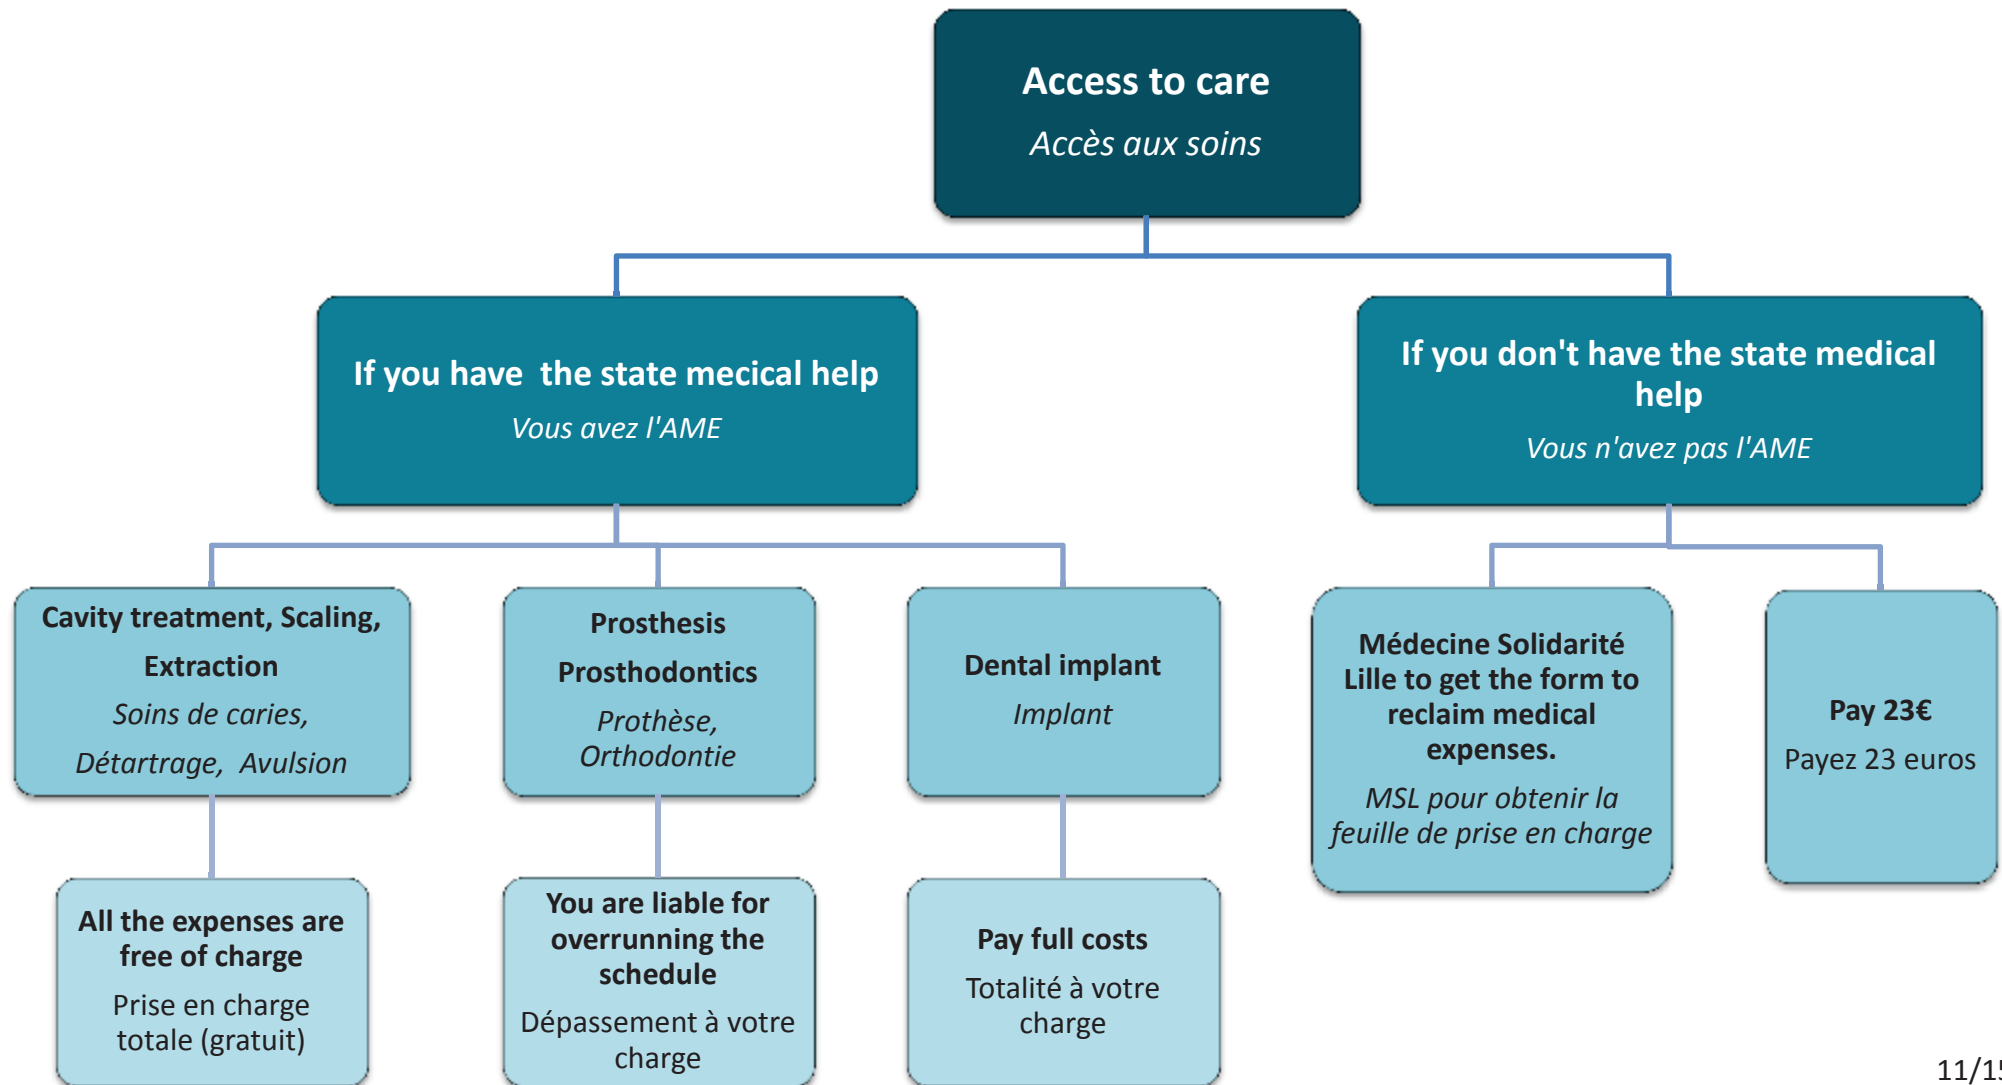 Access to care
Accès aux soins
If you have  the state mecical help
Vous avez l'AME
If you don't have the state medical
help
Vous n'avez pas l'AME
Cavity treatment, Scaling,
Extraction
Soins de caries,
Détartrage,  Avulsion
Prosthesis
Prosthodontics
Prothèse,
Orthodontie
Dental implant
Implant
Médecine Solidarité
Lille to get the form to
reclaim medical
expenses.
MSL pour obtenir la
feuille de prise en charge
Pay 23€
Payez 23 euros
All the expenses are
free of charge
Prise en charge
totale (gratuit)
You are liable for
overrunning the
schedule
Dépassement à votre
charge
Pay full costs
Totalité à votre
charge
11/15